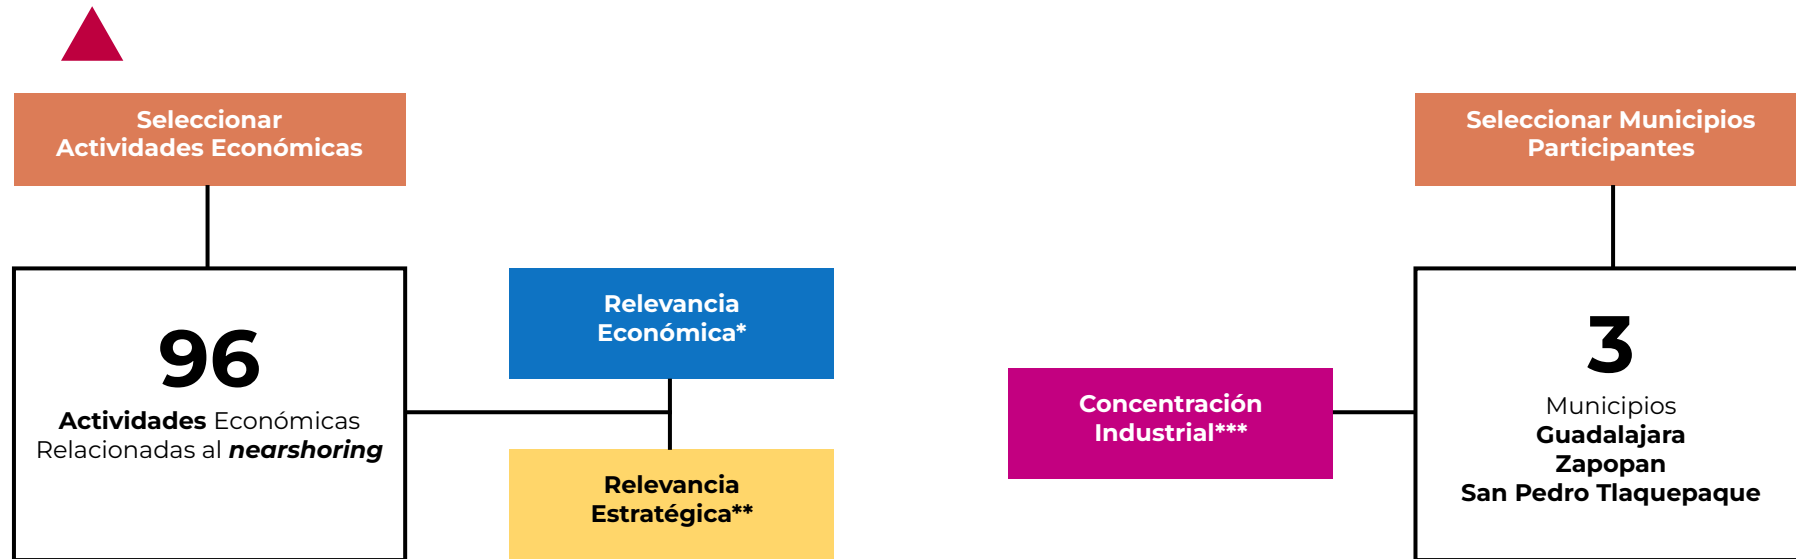 Seleccionar
Actividades Económicas
96
Actividades Económicas
Relacionadas al nearshoring
Relevancia
Económica*
Relevancia
Estratégica**
Seleccionar Municipios
Participantes
Concentración
Industrial***
3
Municipios
Guadalajara
Zapopan
San Pedro Tlaquepaque